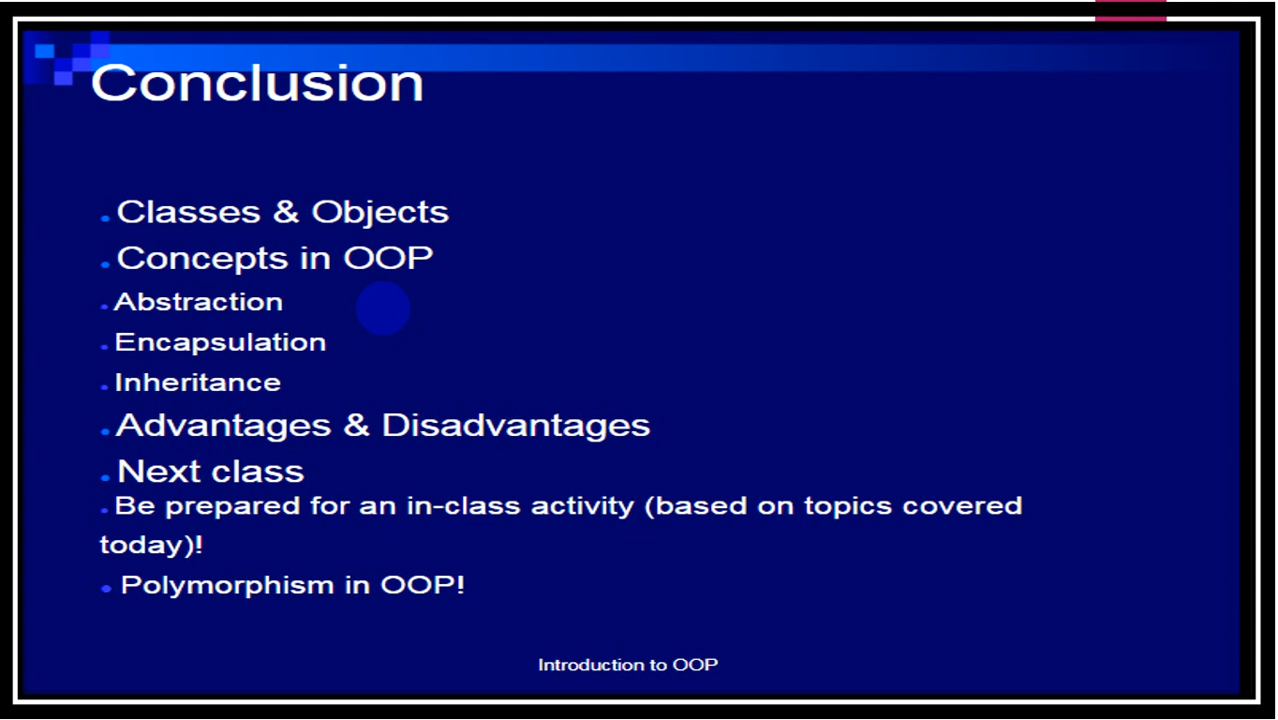 Conclusion
Classes & Objects
Concepts in OOP
Abstraction
Encapsulation
Inheritance
Advantages & Disadvantages
Next class
Be prepared for an in-class activity (based on topics covered
today)!
Polymorphism in OOP!
Introduction to OOP